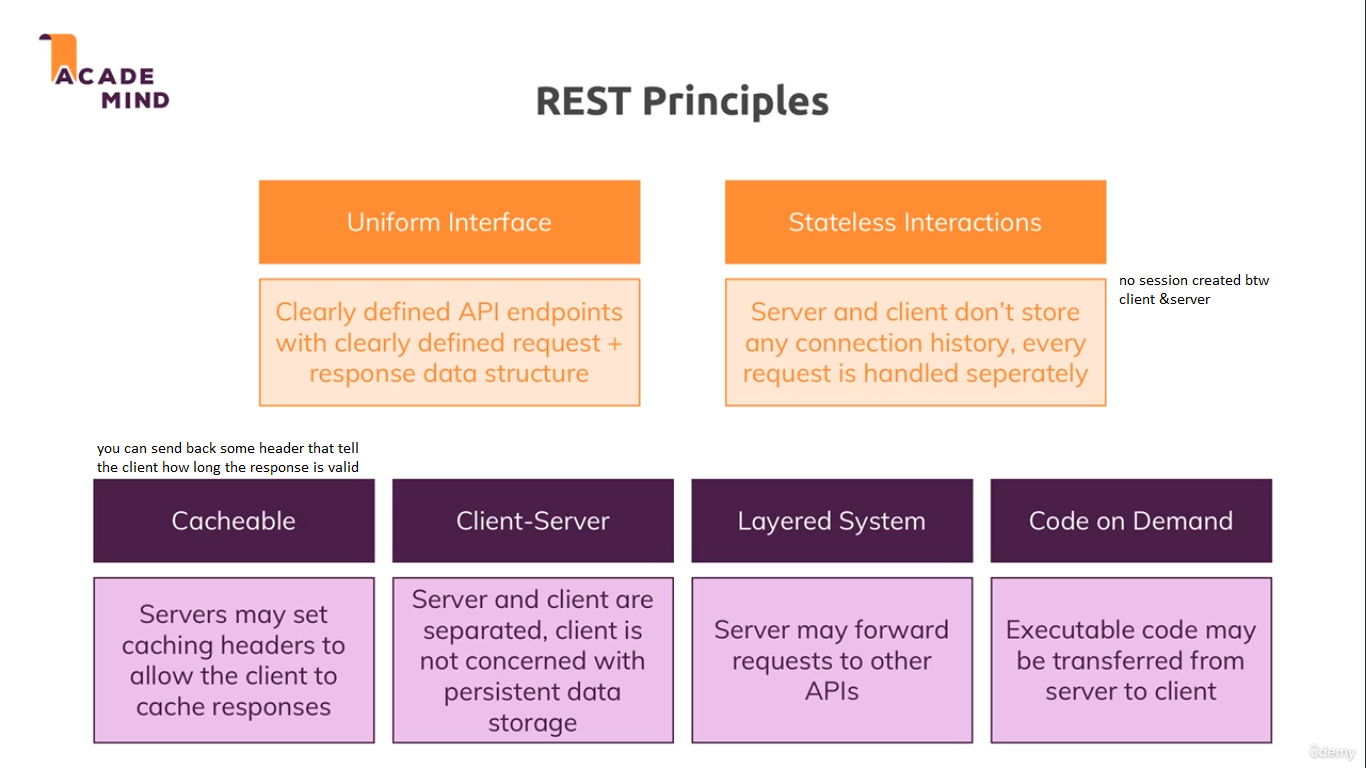 ACADE
MIND
REST Principles
Uniform Interface
Clearly defined API endpoints
with clearly defined request +
response data structure
Stateless Interactions
Server and client don't store
any connection history, every
request is handled seperately
no session created btw
client &server
you can send back some header that tell
the client how long the response is valid
Cacheable
Servers may set
caching headers to
allow the client to
cache responses
Client-Server
Server and client are
separated, client is
not concerned with
persistent data
storage
Layered System
Server may forward
requests to other
APIs
Code on Demand
Executable code may
be transferred from
server to client
ûdemy